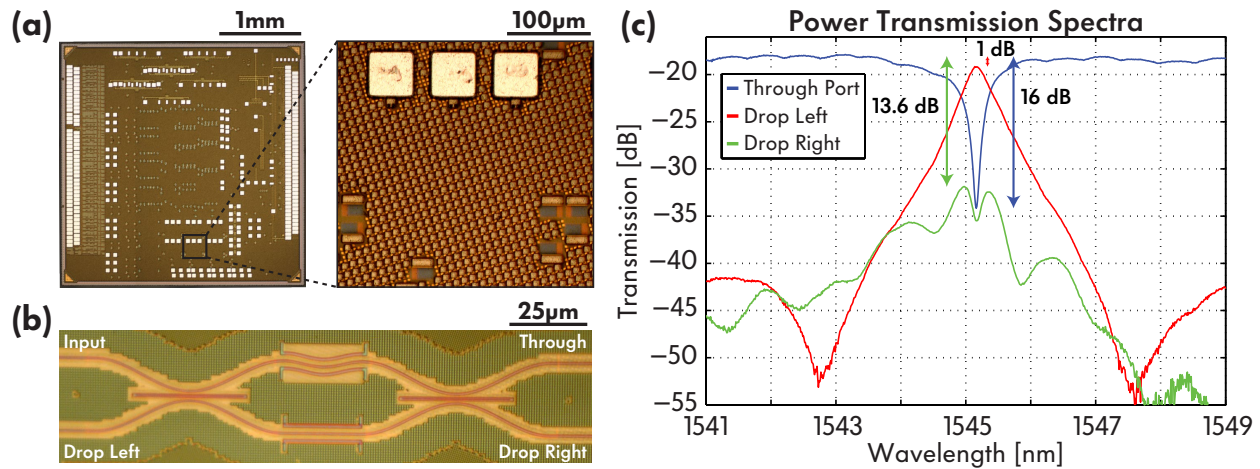 (a)
1mm
100μm
(b)
25μm
Input
Through
Drop Left
Drop Right
(c)
Power Transmission Spectra
1 dB
13.6 dB
16 dB
Through Port
Drop Left
Drop Right
Transmission [dB]
−20
−25
−30
−35
−40
−45
−50
−55
1541
1543
1545
1547
1549
Wavelength [nm]